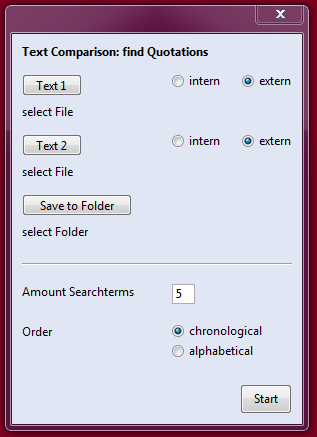 Text Comparison: find Quotations
Text 1 intern extern
select File
Text 2 intern extern
select File
Save to Folder
select Folder
Amount Searchterms 5
Order chronological
alphabetical
Start